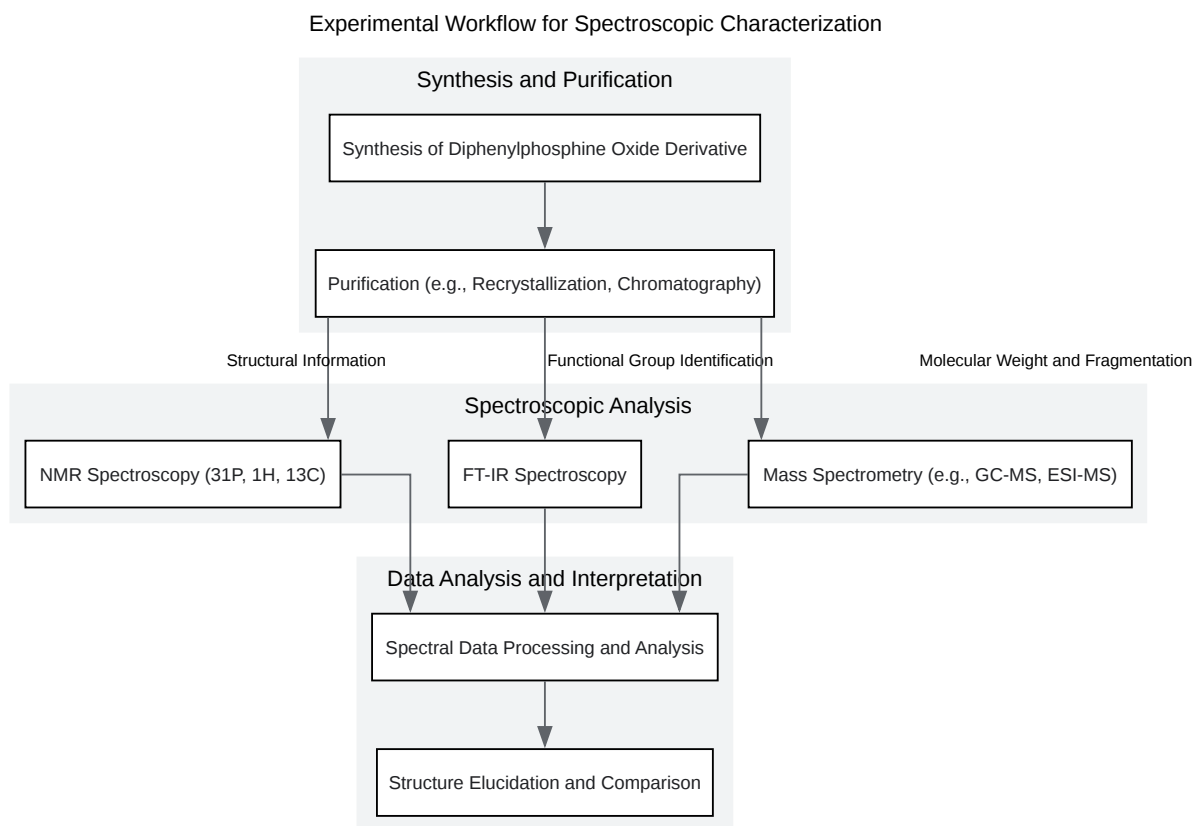 Experimental Workflow for Spectroscopic Characterization
Synthesis and Purification
Synthesis of Diphenylphosphine Oxide Derivative
Purification (e.g., Recrystallization, Chromatography)
Structural Information
Functional Group Identification
Molecular Weight and Fragmentation
Spectroscopic Analysis
NMR Spectroscopy (31P, 1H, 13C)
FT-IR Spectroscopy
Mass Spectrometry (e.g., GC-MS, ESI-MS)
Data Analysis and Interpretation
Spectral Data Processing and Analysis
Structure Elucidation and Comparison